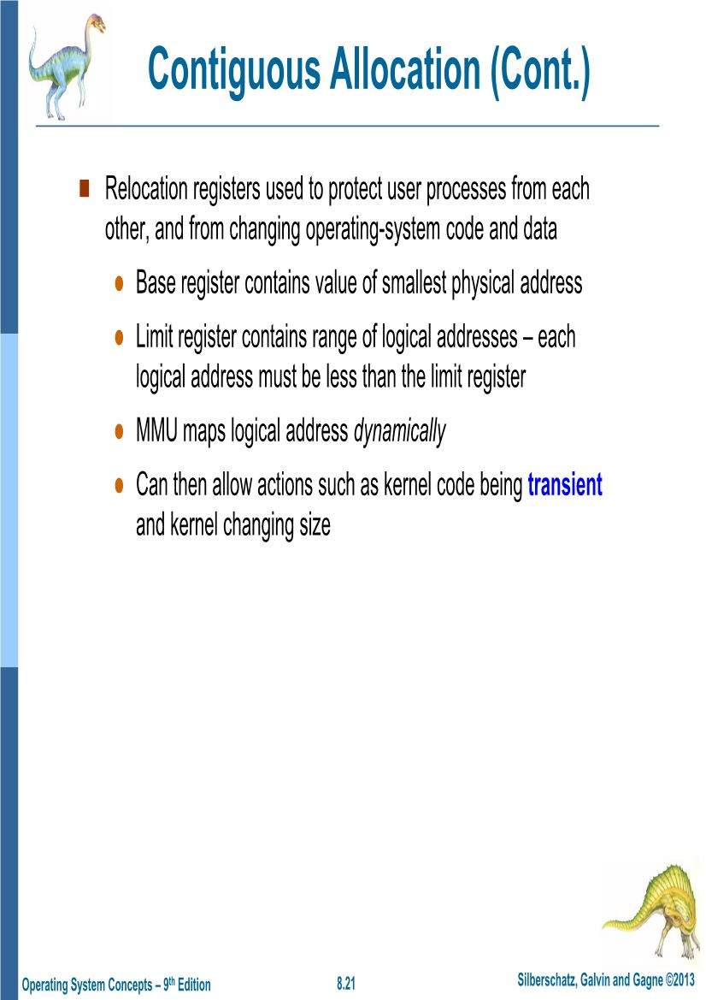 Contiguous Allocation (Cont.)
Relocation registers used to protect user processes from each
other, and from changing operating-system code and data
Base register contains value of smallest physical address
Limit register contains range of logical addresses – each
logical address must be less than the limit register
MMU maps logical address dynamically
Can then allow actions such as kernel code being transient
and kernel changing size
Operating System Concepts – 9th Edition
8.21
Silberschatz, Galvin and Gagne ©2013